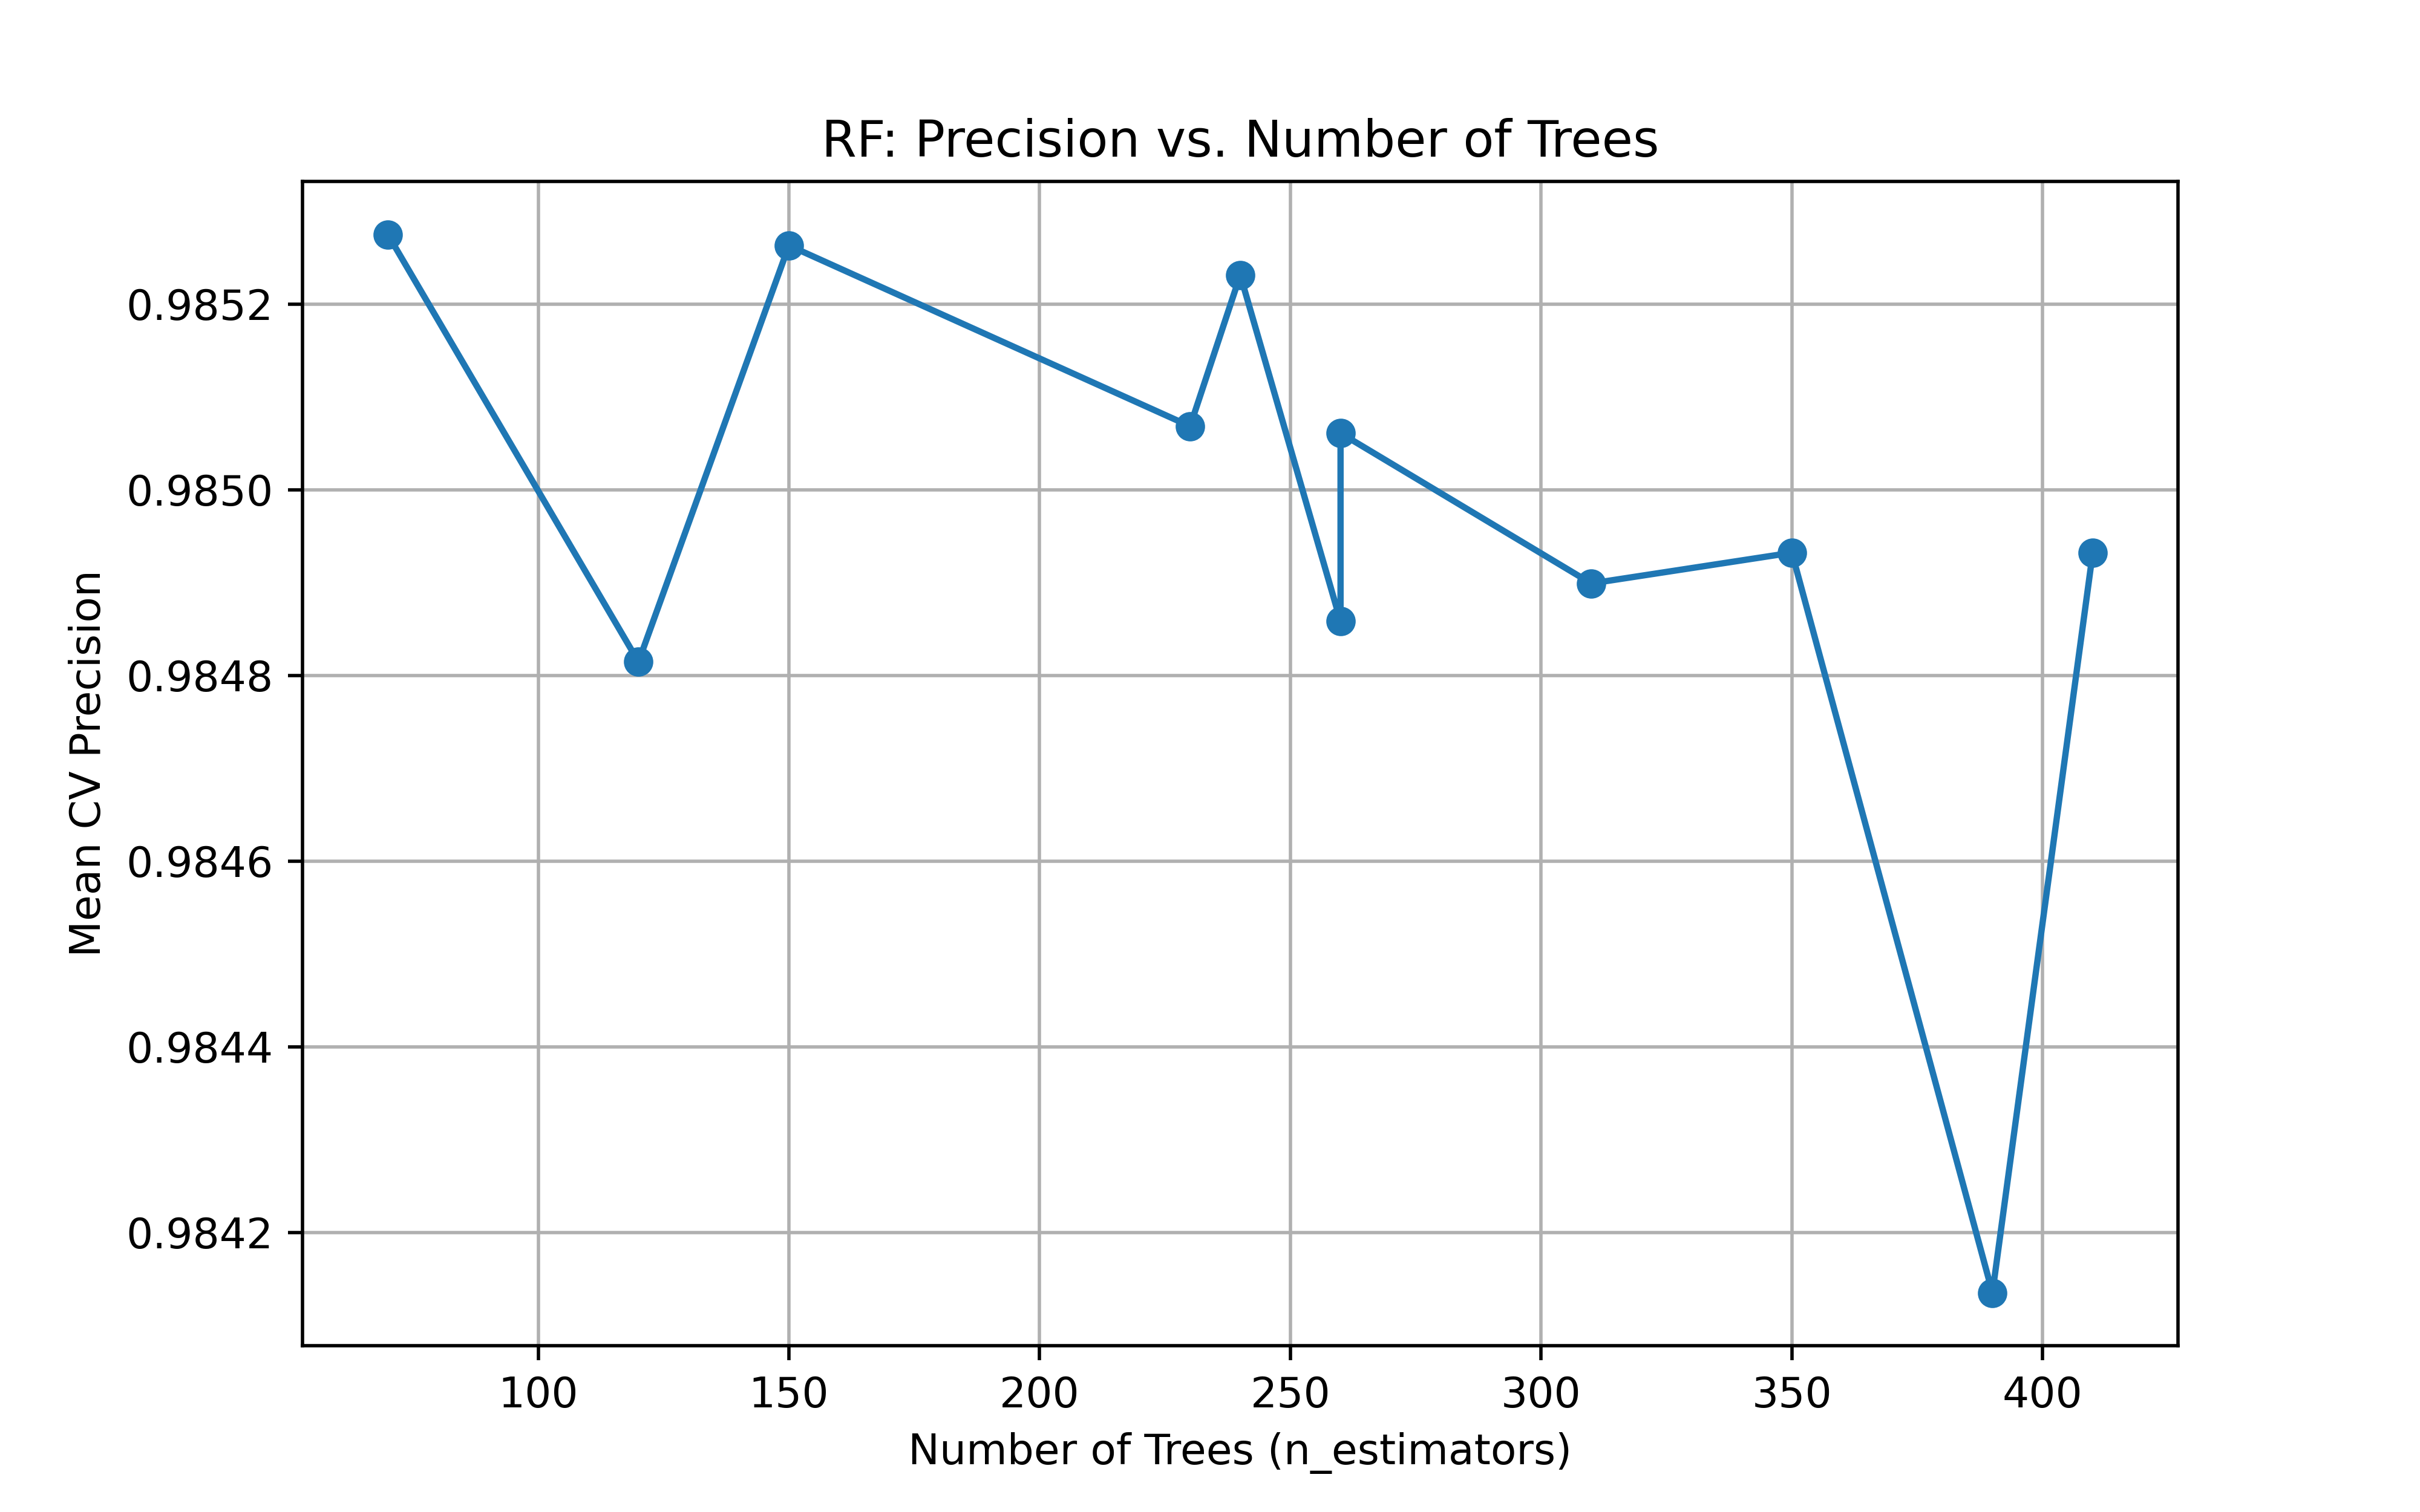 RF: Precision vs. Number of Trees
Mean CV Precision
0.9852
0.9850
0.9848
0.9846
0.9844
0.9842
100 150 200 250 300 350 400
Number of Trees (n_estimators)